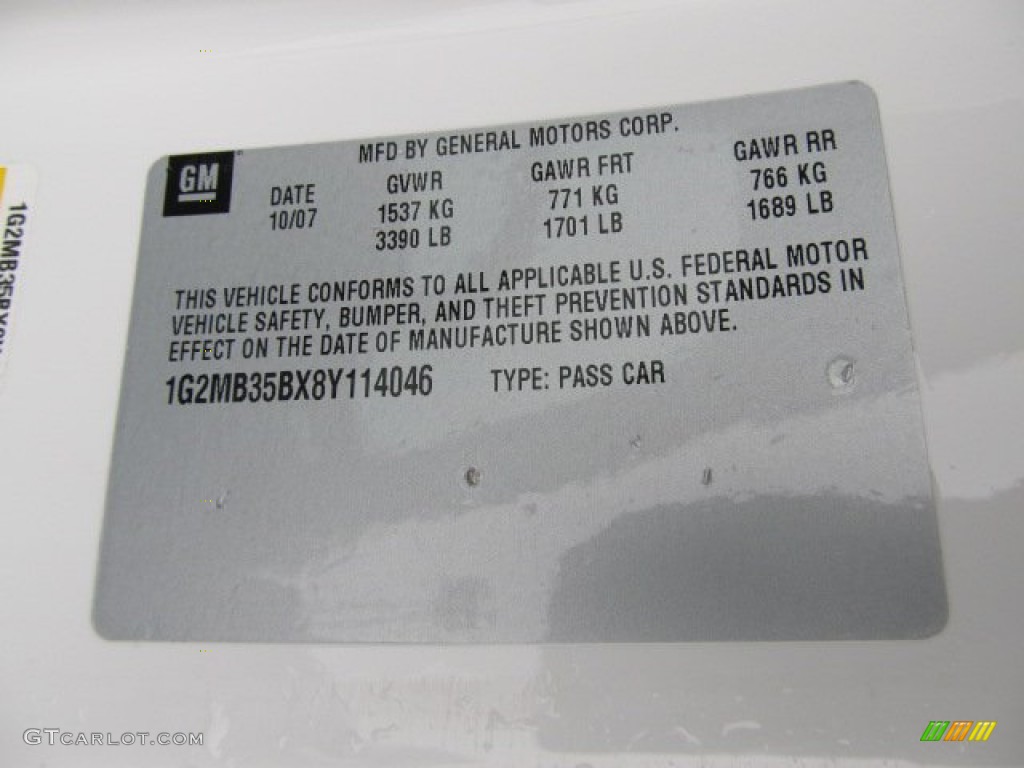 MFD BY GENERAL MOTORS CORP.
GM
DATE GVWR GAWR FRT GAWR RR
10/07 1537 KG 771 KG 766 KG
3390 LB 1701 LB 1689 LB
THIS VEHICLE CONFORMS TO ALL APPLICABLE U.S. FEDERAL MOTOR
VEHICLE SAFETY, BUMPER, AND THEFT PREVENTION STANDARDS IN
EFFECT ON THE DATE OF MANUFACTURE SHOWN ABOVE.
1G2MB35BX8Y114046 TYPE: PASS CAR
GTCARLOT.COM